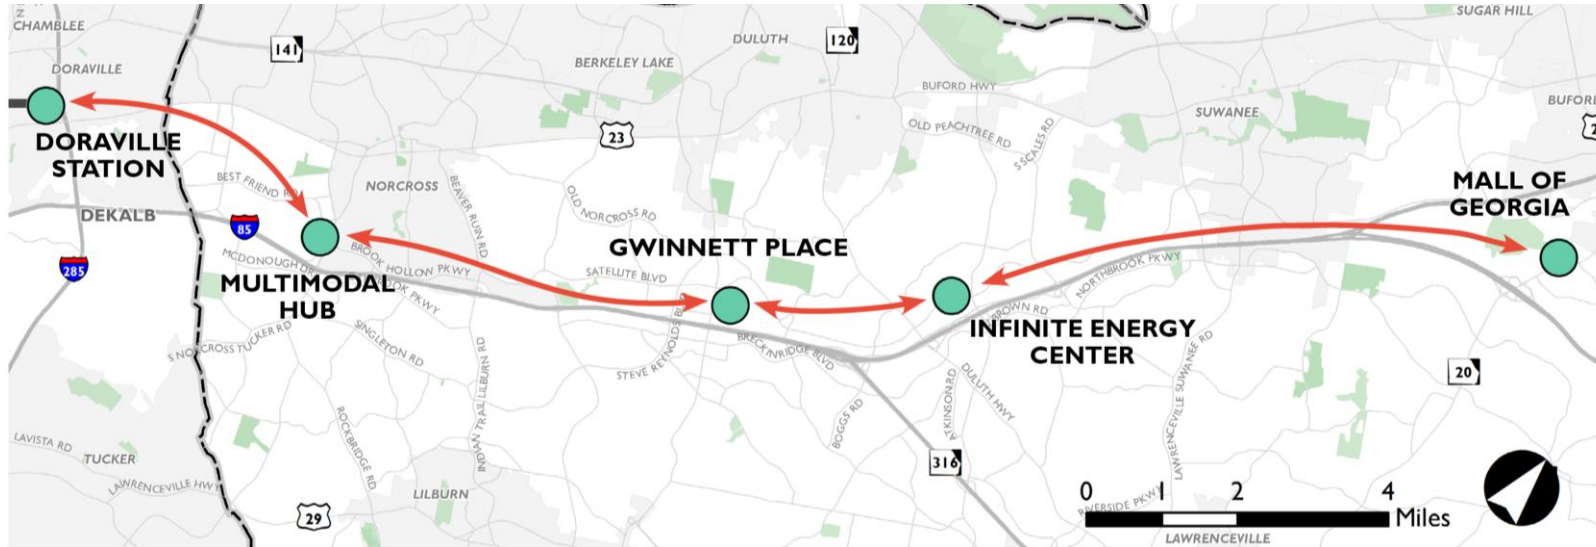 CHAMBLEE
141
DULUTH
120
SUGAR HILL
DORAVILLE
BERKELEY LAKE
BUFORD HWY
SUWANEE
OLD PEACHTREE RD
S SCALES RD
23
DORAVILLE
STATION
BEST FRIEND RD
NORCROSS
BEAVER RUIN RD
OLD NORCROSS RD
MALL OF
GEORGIA
DEKALB
85
285
GWINNETT PLACE
MCDONOUGH DR
BROOK HOLLOW PKWY
SATELLITE BLVD
NORTHBROOK PKWY
MULTIMODAL
HUB
BROWN RD
INFINITE ENERGY
CENTER
S NORCROSS TUCKER RD
SINGLETON RD
STEVE REYNOLDS
BRECKINRIDGE BLVD
INDIAN TRAIL LILBURN RD
DULUTH HWY
ATKINSON RD
LAWRENCEVILLE SUWANEE RD
20
ROCKBRIDGE RD
BOGGS RD
LAVISTA RD
TUCKER
LAWRENCEVILLE HWY
LILBURN
29
316
0 1 2 4
Miles
RIVERSIDE PKWY
LAWRENCEVILLE